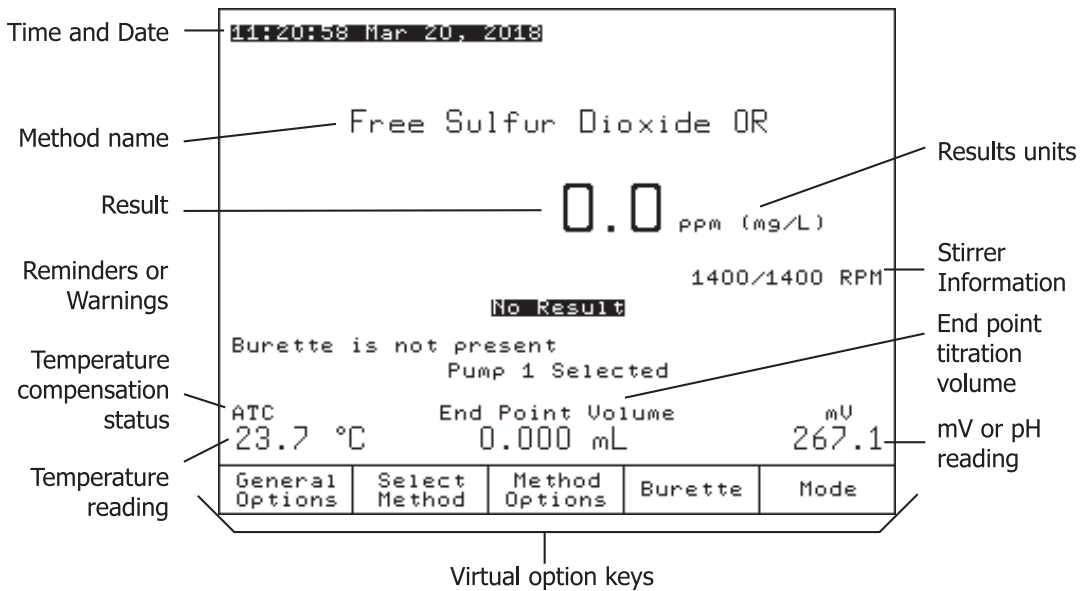 Time and Date
11:20:58 Mar 20, 2018
Method name
Free Sulfur Dioxide OR
Results units
Result
0.0 ppm (mg/L)
Stirrer
Information
1400/1400 RPM
Reminders or
Warnings
No Result
End point
titration
volume
Burette is not present
Pump 1 Selected
Temperature
compensation
status
ATC
End Point Volume
mV
23.7 °C
0.000 mL
267.1
mV or pH
reading
Temperature
reading
General
Options
Select
Method
Method
Options
Burette
Mode
Virtual option keys